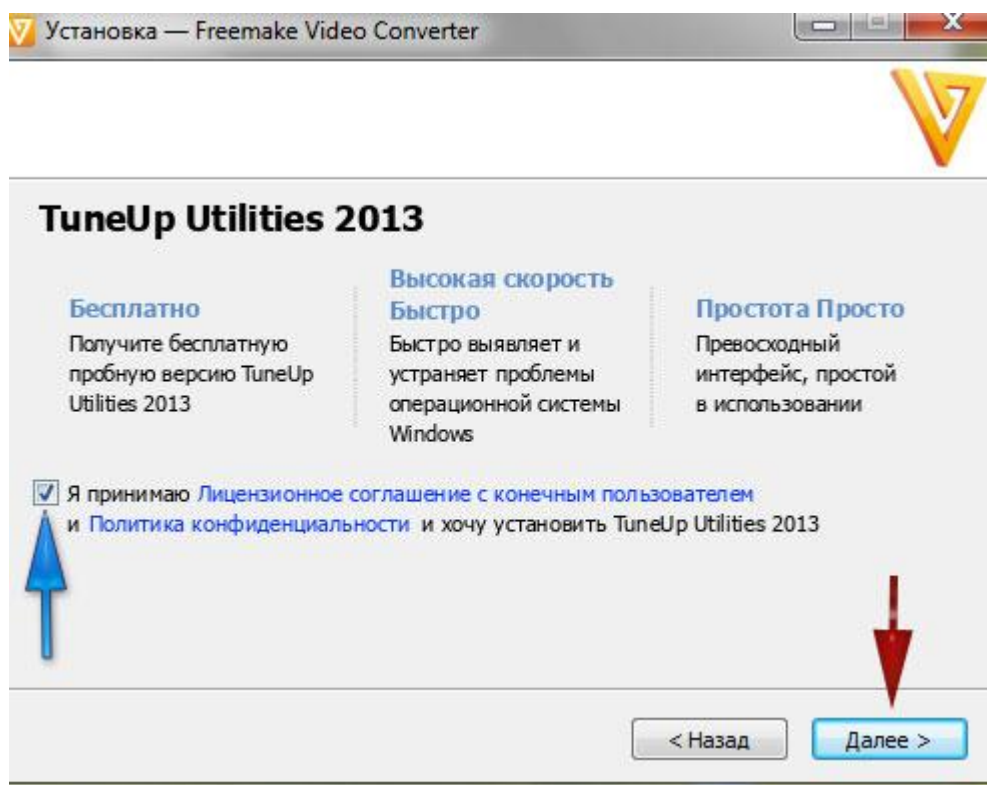 Установка — Freemake Video Converter
TuneUp Utilities 2013
Бесплатно
Получите бесплатную
пробную версию TuneUp
Utilities 2013
Высокая скорость
Быстро
Быстро выявляет и
устраняет проблемы
операционной системы
Windows
Простота Просто
Превосходный
интерфейс, простой
в использовании
Я принимаю Лицензионное соглашение с конечным пользователем
и Политика конфиденциальности и хочу установить TuneUp Utilities 2013
< Назад
Далее >